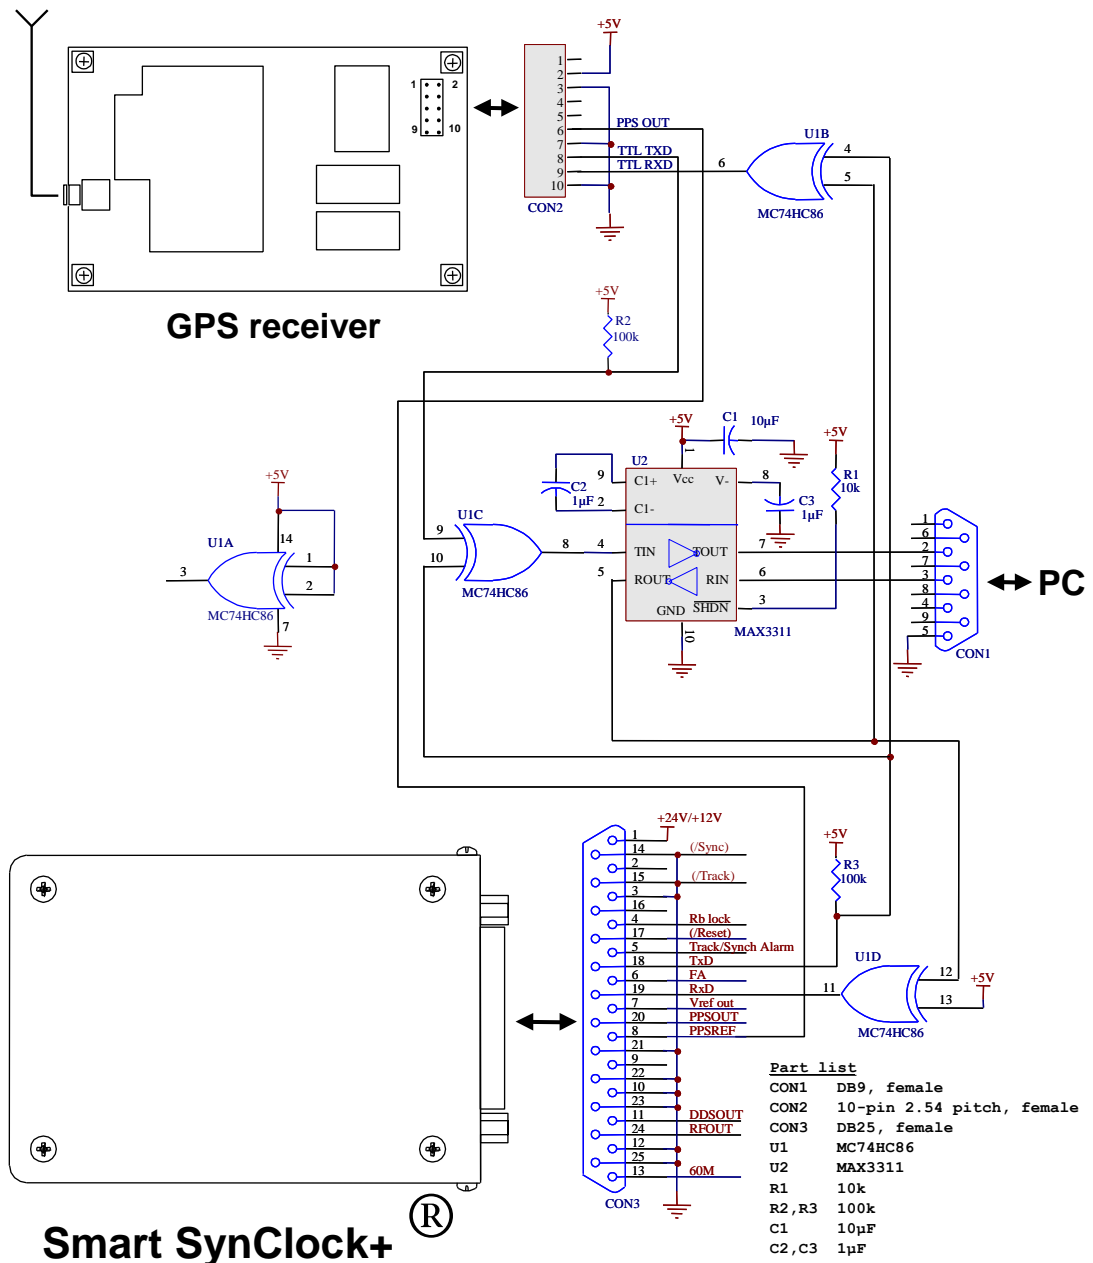 +5V
1
2
3
4
5
6
7
8
9
10
CON2
PPS OUT
TTL TXD
TTL RXD
1
2
9
10
6
U1B
4
5
MC74HC86
GPS receiver
+5V
R2
100k
+5V
C1
10µF
1
+5V
R1
10k
U2
9
C1+
Vcc
V-
8
C2
1µF
2
C1-
C3
1µF
+5V
14
U1A
1
3
2
MC74HC86
7
U1C
9
10
8
MC74HC86
4
TIN
TOUT
7
5
ROUT
RIN
6
GND
SHDN
3
10
MAX3311
1
6
2
7
3
8
4
9
5
CON1
PC
+24V/+12V
1
14
(/Sync)
2
15
(/Track)
3
16
4
Rb lock
17
(/Reset)
5
Track/Synch Alarm
18
TxD
6
FA
19
RxD
7
Vref out
20
PPSOUT
8
PPSREF
21
9
22
10
23
11
DDSOUT
24
RFOUT
12
25
13
60M
CON3
+5V
R3
100k
U1D
12
11
13
+5V
MC74HC86
Part list
CON1 DB9, female
CON2 10-pin 2.54 pitch, female
CON3 DB25, female
U1 MC74HC86
U2 MAX3311
R1 10k
R2,R3 100k
C1 10µF
C2,C3 1µF
Smart SynClock+ ®